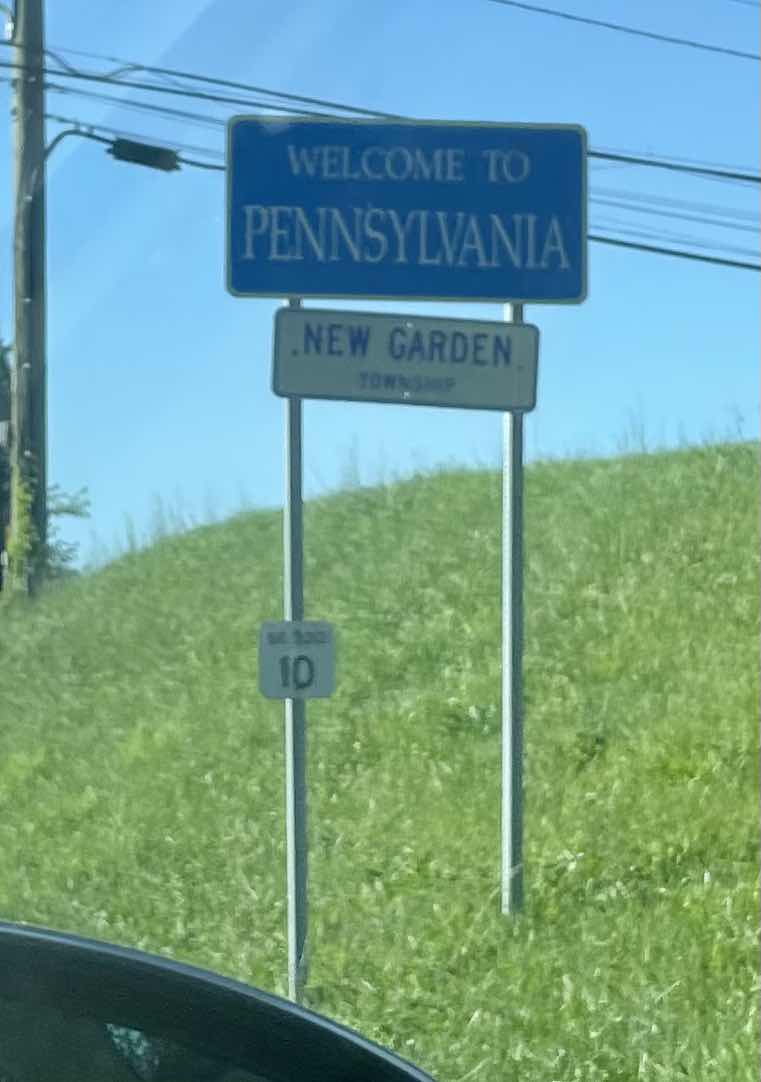 WELCOME TO
PENNSYLVANIA
NEW GARDEN
TOWNSHIP
10